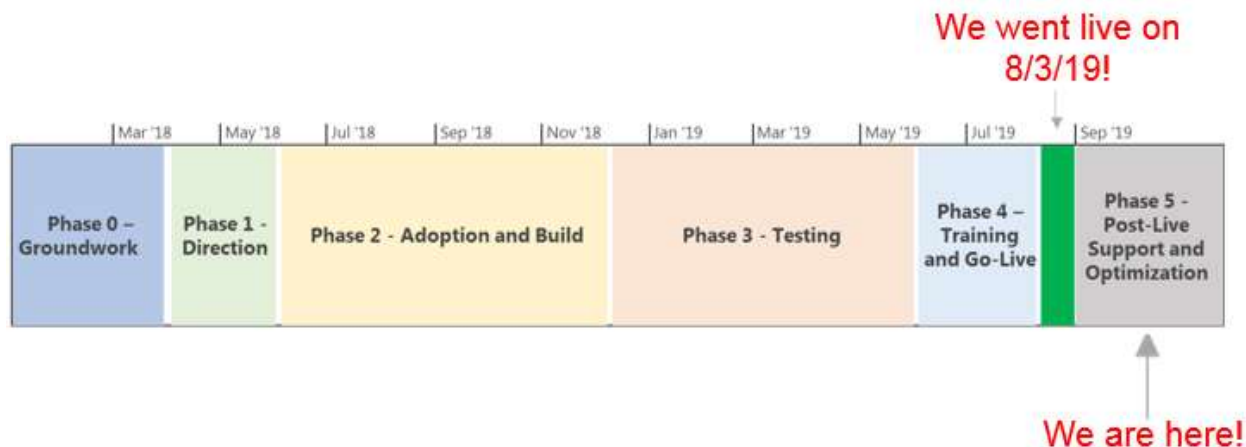 We went live on
8/3/19!
Mar '18
May '18
Jul '18
Sep '18
Nov '18
Jan '19
Mar '19
May '19
Jul '19
Sep '19
Phase 0 –
Groundwork
Phase 1 -
Direction
Phase 2 - Adoption and Build
Phase 3 - Testing
Phase 4 –
Training
and Go-Live
Phase 5 -
Post-Live
Support and
Optimization
We are here!